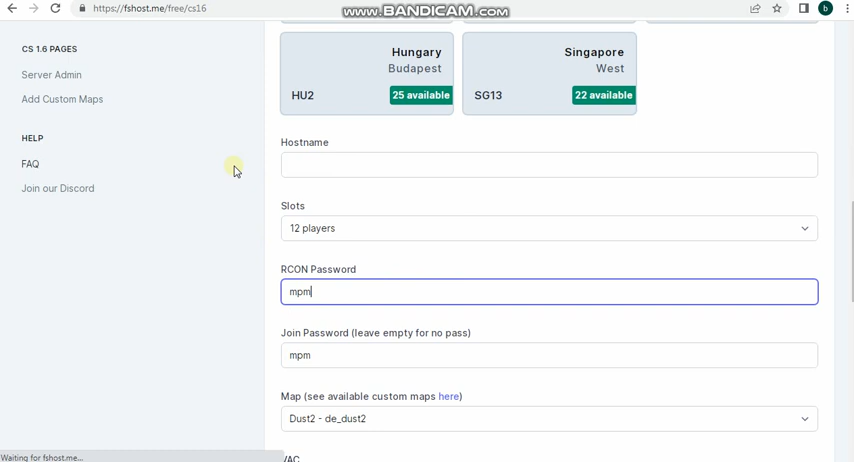 https://fshost.me/free/cs16
www.BANDICAM.com
b
CS 1.6 PAGES
Server Admin
Add Custom Maps
HELP
FAQ
Join our Discord
Hungary
Budapest
HU2
25 available
Singapore
West
SG13
22 available
Hostname
Slots
12 players
RCON Password
mpm
Join Password (leave empty for no pass)
mpm
Map (see available custom maps here)
Dust2 - de_dust2
VAC
Waiting for fshost.me...